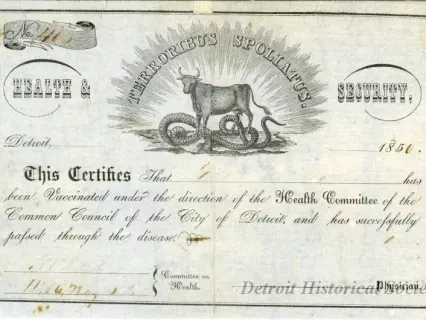 No.
TERRORIBUS SPOLIATUS.
HEALTH & SECURITY,
Detroit, 1850.
This Certifies That has
been Vaccinated under the direction of the Health Committee of the
Common Council of the City of Detroit, and has successfully
passed through the disease.
Committee on
Health.
Physician.
Detroit Historical Society